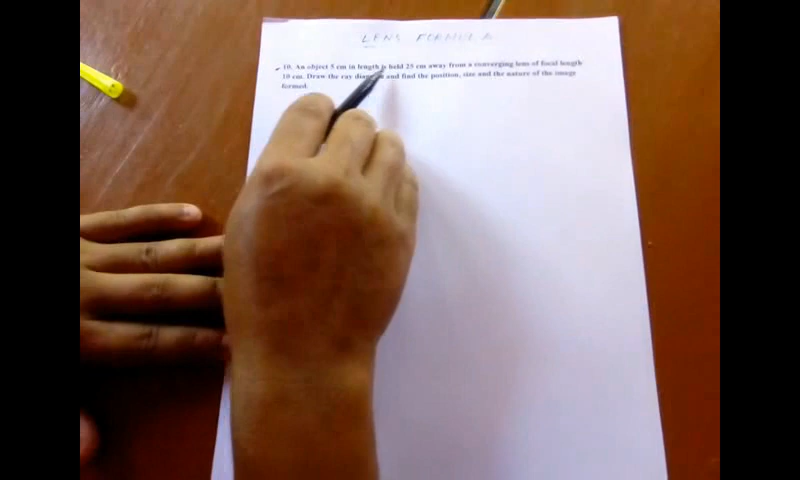 LENS FORMULA
10. An object 5 cm in length is held 25 cm away from a converging lens of focal length
10 cm. Draw the ray diagram and find the position, size and the nature of the image
formed.